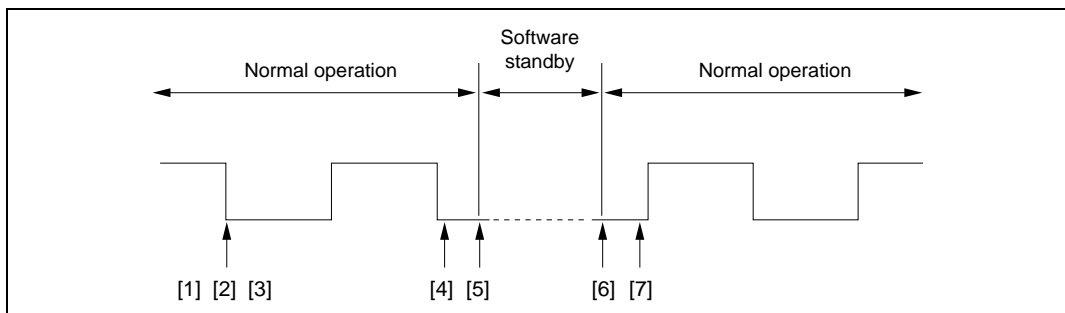 Software
standby
Normal operation
Normal operation
[1] [2] [3]
[4] [5]
[6] [7]